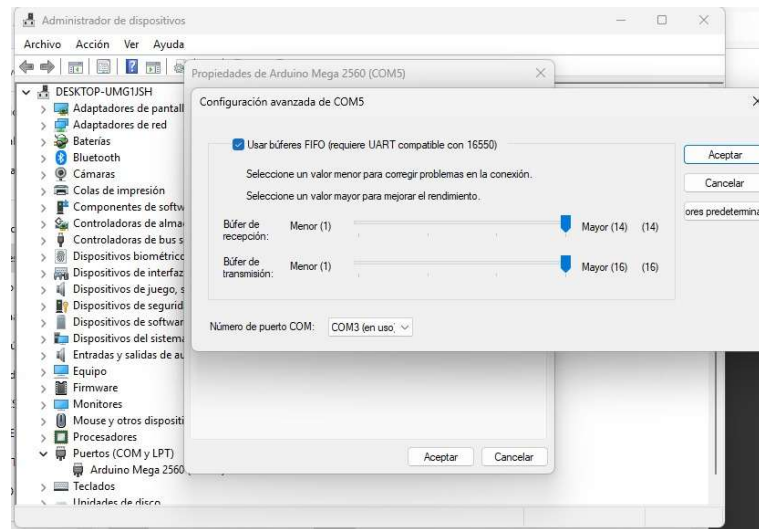 Administrador de dispositivos
Archivo Acción Ver Ayuda
Propiedades de Arduino Mega 2560 (COM5)
DESKTOP-UMG1JSH
Adaptadores de pantall
Adaptadores de red
Baterías
Bluetooth
Cámaras
Colas de impresión
Componentes de softw
Controladoras de alma
Controladoras de bus s
Dispositivos biométric
Dispositivos de interfaz
Dispositivos de juego, s
Dispositivos de segurid
Dispositivos de softwar
Dispositivos del sistema
Entradas y salidas de au
Equipo
Firmware
Monitores
Mouse y otros dispositi
Procesadores
Puertos (COM y LPT)
Arduino Mega 2560
Teclados
Unidades de disco
Configuración avanzada de COM5
Usar búferes FIFO (requiere UART compatible con 16550)
Seleccione un valor menor para corregir problemas en la conexión.
Seleccione un valor mayor para mejorar el rendimiento.
Búfer de recepción: Menor (1) Mayor (14) (14)
Búfer de transmisión: Menor (1) Mayor (16) (16)
Número de puerto COM: COM3 (en uso)
Aceptar
Cancelar
ores predetermina
Aceptar Cancelar